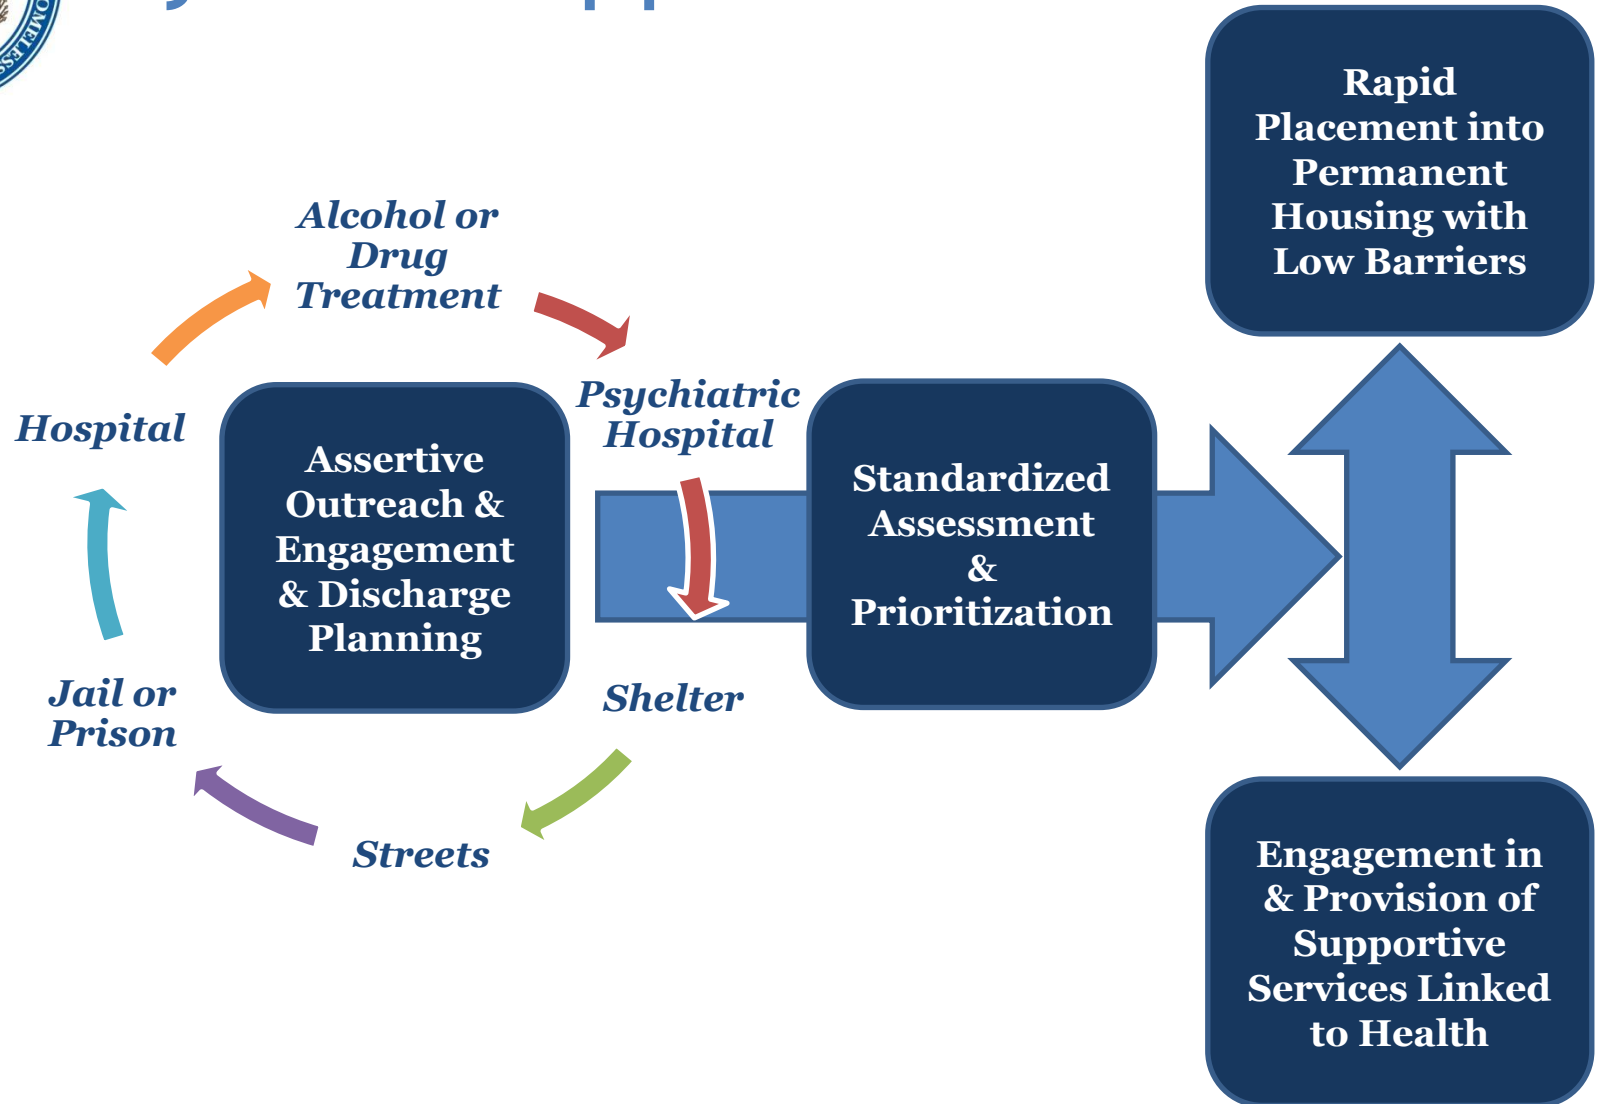 OMELESS
Alcohol or
Drug
Treatment
Hospital
Psychiatric
Hospital
Jail or
Prison
Shelter
Streets
Assertive
Outreach &
Engagement
& Discharge
Planning
Standardized
Assessment
&
Prioritization
Rapid
Placement into
Permanent
Housing with
Low Barriers
Engagement in
& Provision of
Supportive
Services Linked
to Health